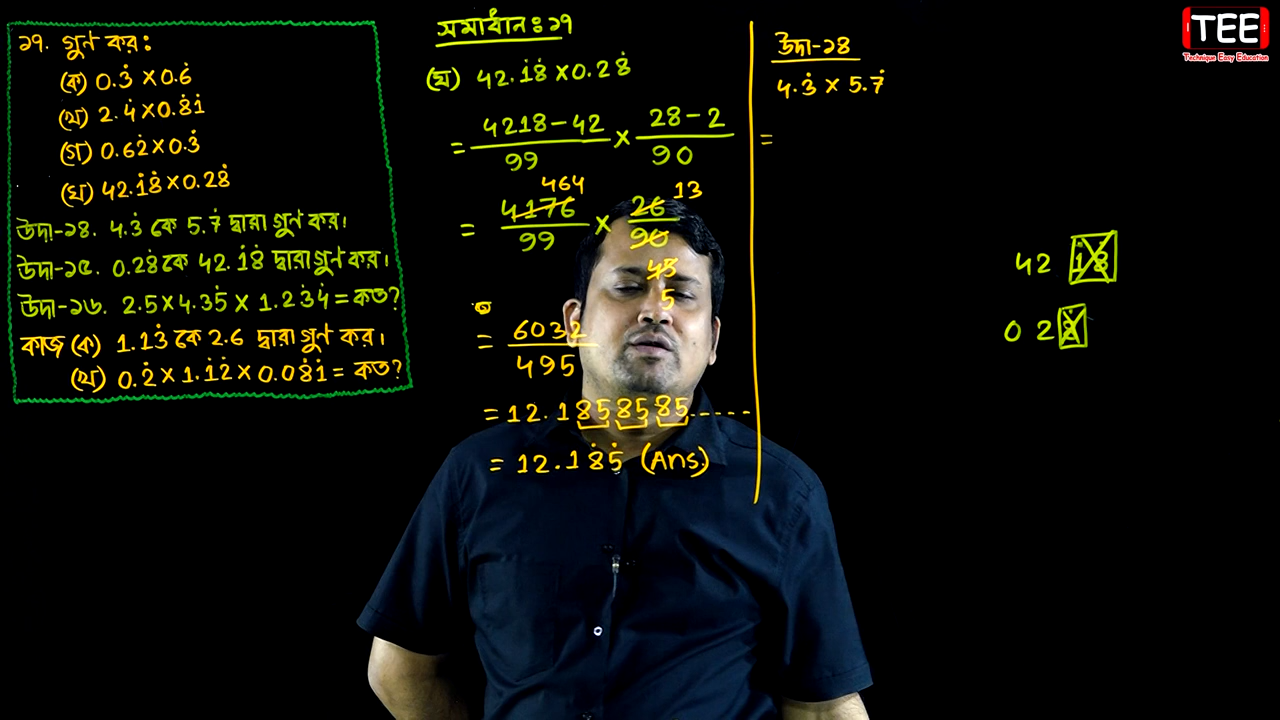 ১৭. গুণ কর:
(ক) 0.3̇ × 0.6̇
(খ) 2.4̇ × 0.8̇1̇
(গ) 0.62̇ × 0.3̇
(ঘ) 42.1̇8̇ × 0.28̇
উদা-১৪. 4.3̇ কে 5.7̇ দ্বারা গুণ কর।
উদা-১৫. 0.28̇ কে 42.1̇8̇ দ্বারা গুণ কর।
উদা-১৬. 2.5 × 4.35̇ × 1.23̇4̇ = কত?
কাজ (ক) 1.13̇ কে 2.6 দ্বারা গুণ কর।
(খ) 0.2̇ × 1.1̇2̇ × 0.08̇1̇ = কত?
সমাধান: ১৭
(ঘ) 42.1̇8̇ × 0.28̇
= 4218-42/99 × 28-2/90
464 13
= 4176/99 × 26/90
45
5
= 6032/495
= 12.1858585-----
= 12.18̇5̇ (Ans)
উদা-১৪
4.3̇ × 5.7̇
=
42 1̇8̇
0 28̇
TEE
Technique Easy Education